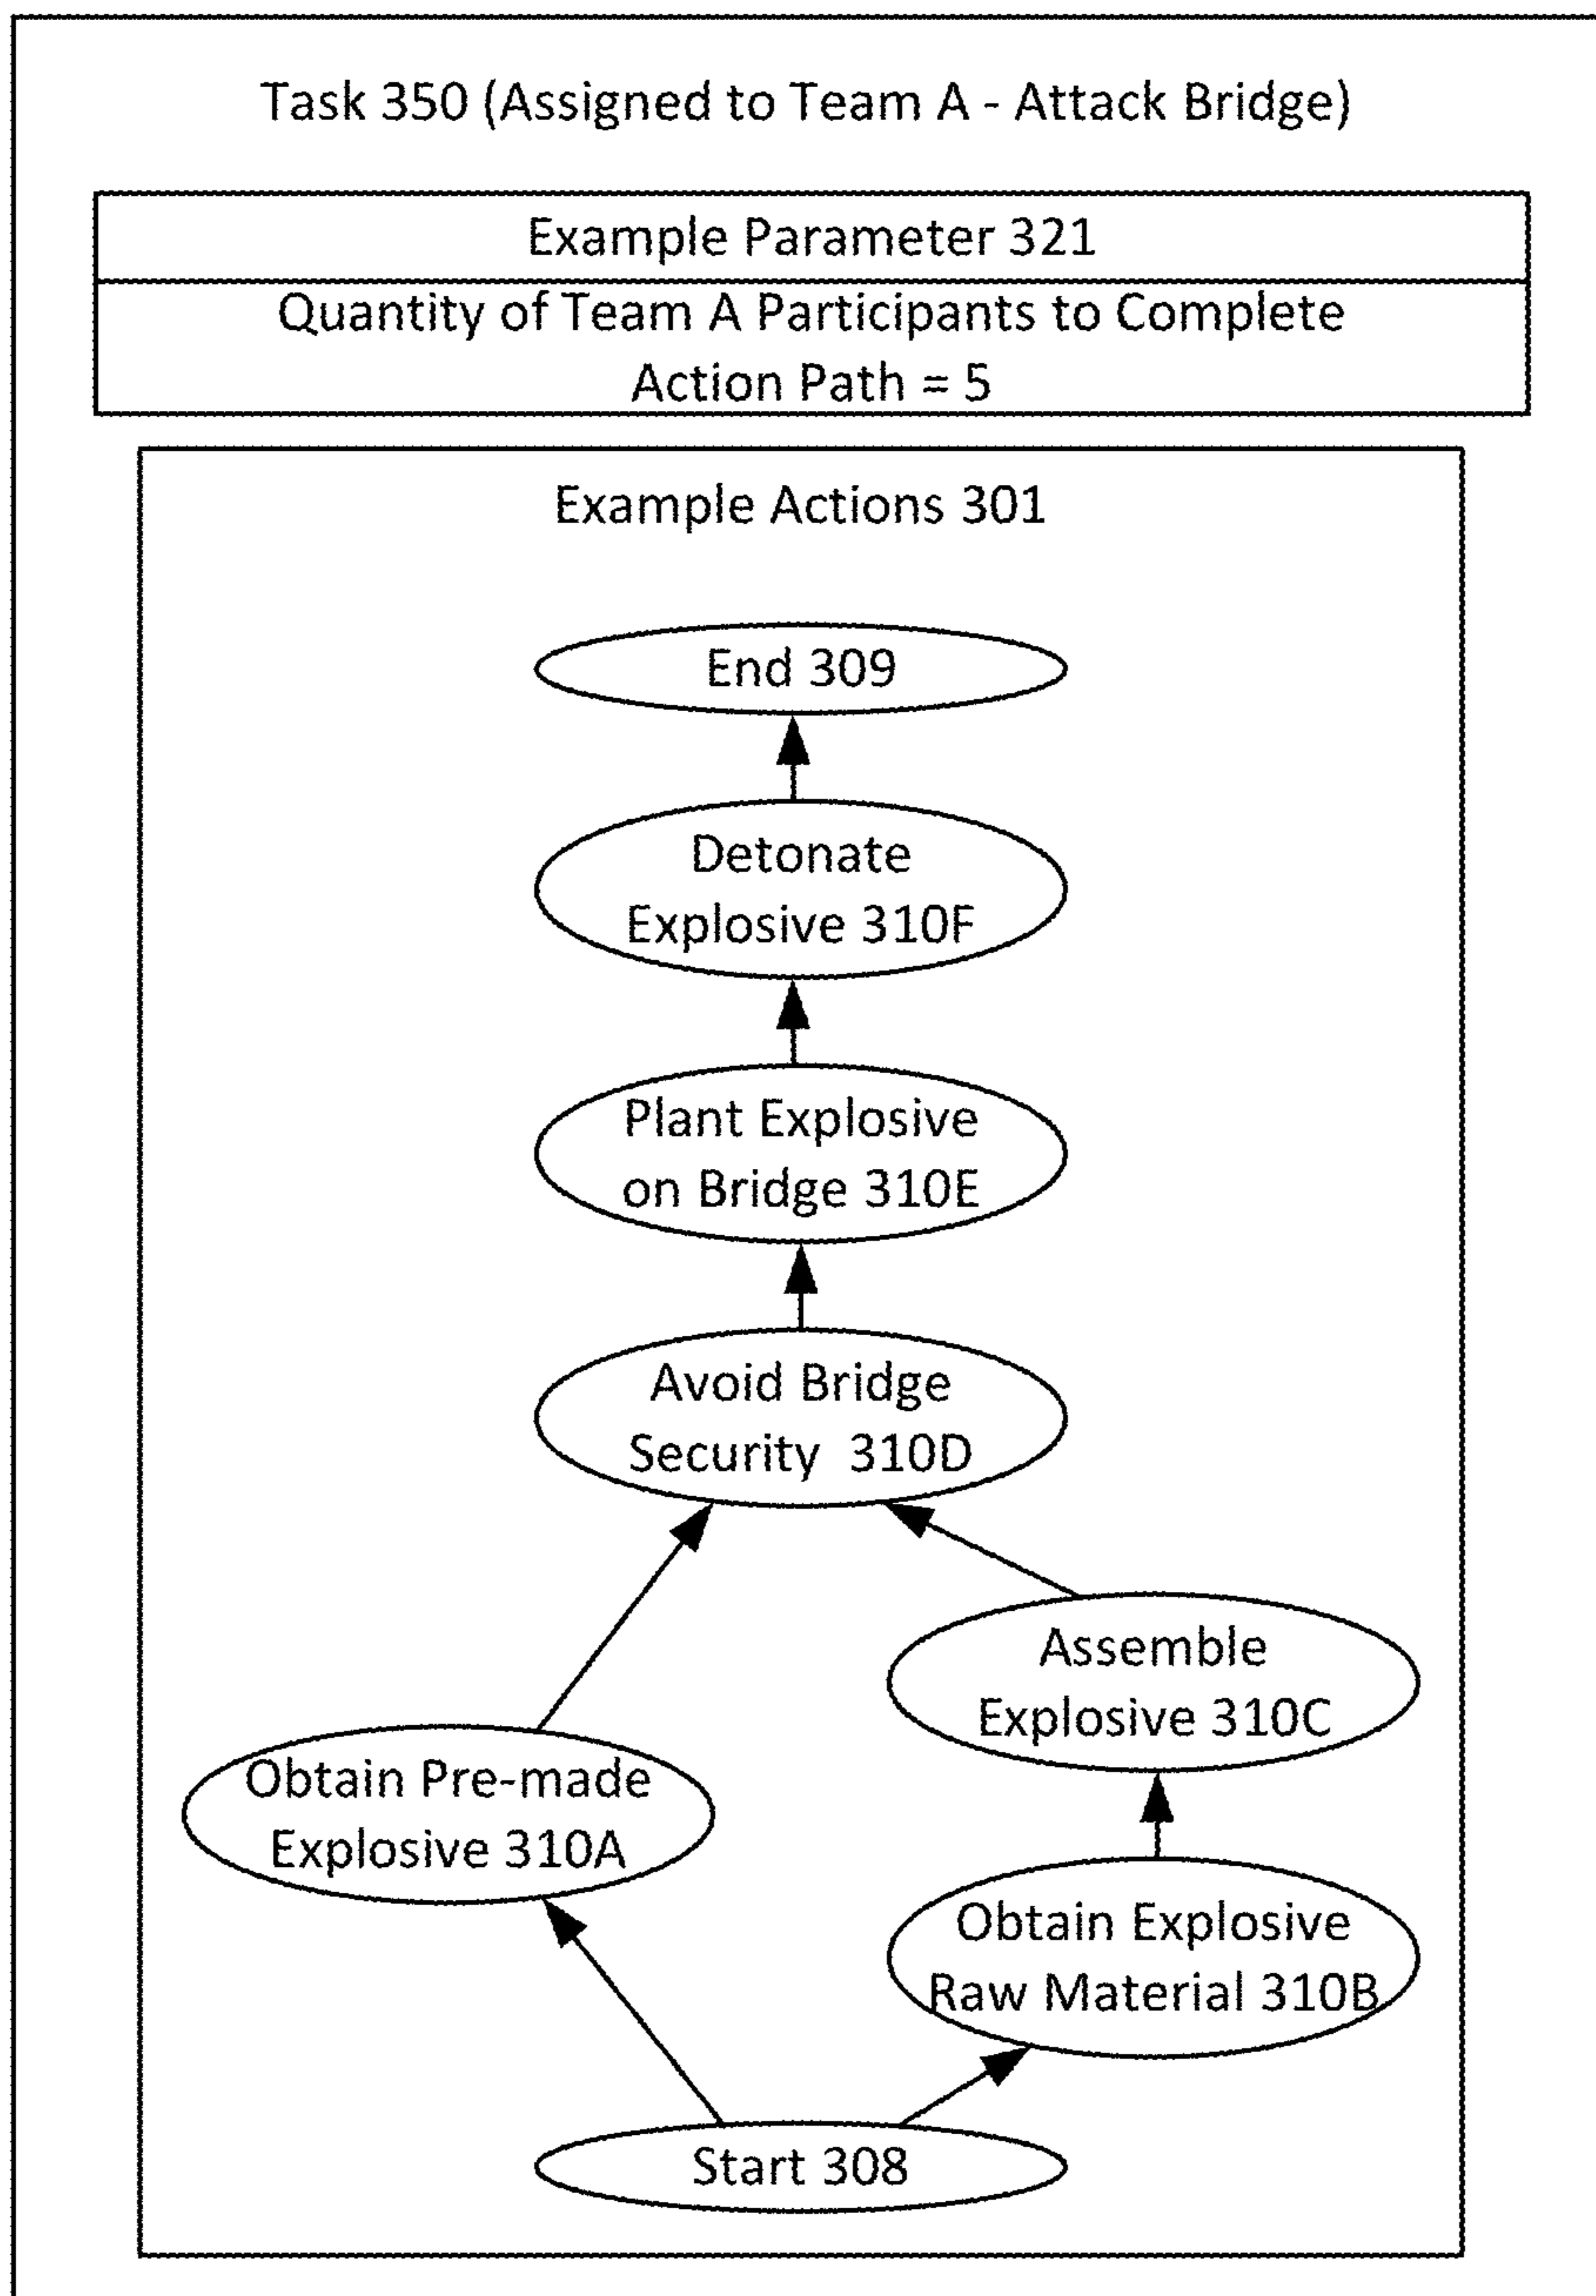 Task 350 (Assigned to Team A - Attack Bridge)
Example Parameter 321
Quantity of Team A Participants to Complete
Action Path = 5
Example Actions 301
End 309
Detonate
Explosive 310F
Plant Explosive
on Bridge 310E
Avoid Bridge
Security 310D
Assemble
Explosive 310C
Obtain Pre-made
Explosive 310A
Obtain Explosive
Raw Material 310B
Start 308